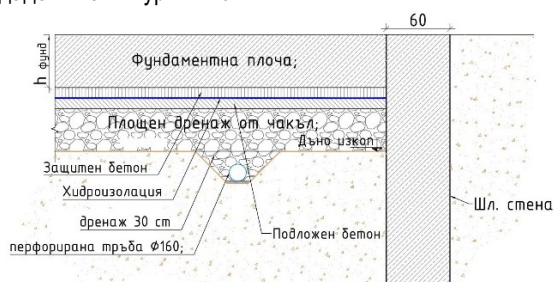 60
h фунд
Фундаментна плоча;
Площен дренаж от чакъл;
Дъно изкоп
Защитен бетон
Хидроизолация
Шл. стена
дренаж 30 ст
Подложен бетон
перфорирана тръба Ф160;